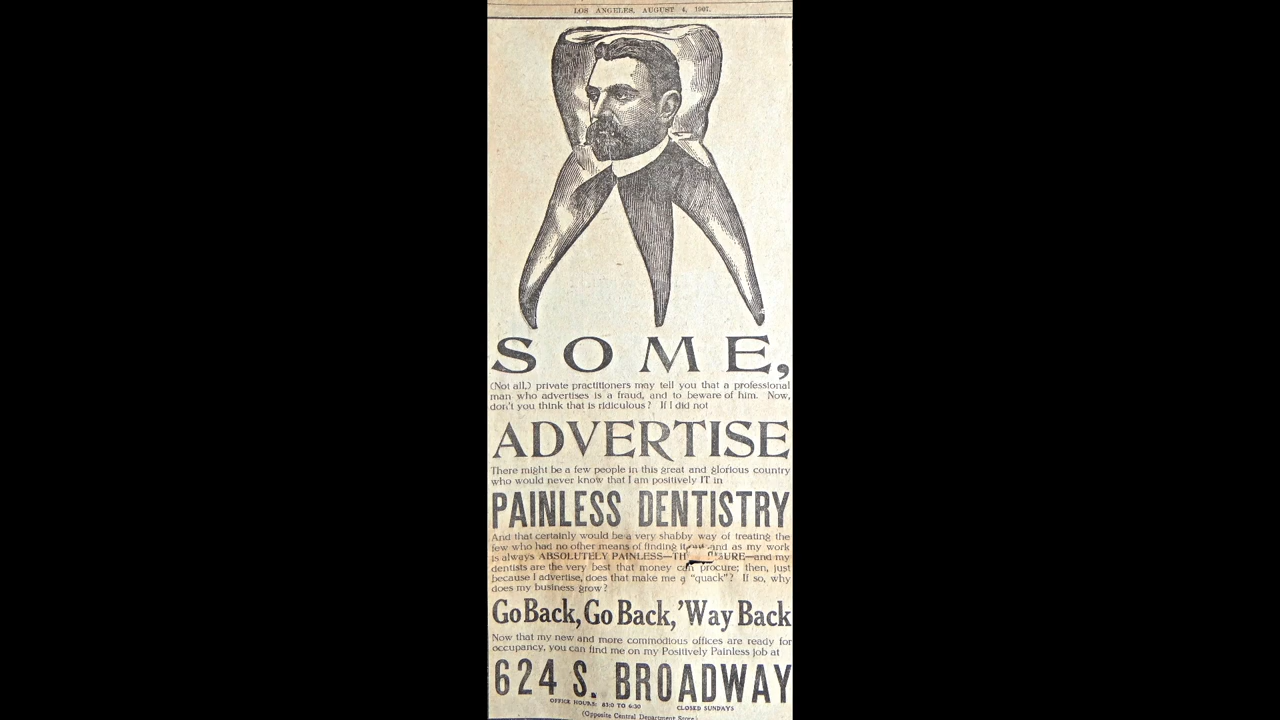 LOS ANGELES, AUGUST 4, 1907.
SOME,
(Not all,) private practitioners may tell you that a professional
man who advertises is a fraud, and to beware of him. Now,
don't you think that is ridiculous? If I did not
ADVERTISE
There might be a few people in this great and glorious country
who would never know that I am positively IT in
PAINLESS DENTISTRY
And that certainly would be a very shabby way of treating the
few who had no other means of finding it and as my work
is always ABSOLUTELY PAINLESS—TH SURE—and my
dentists are the very best that money can procure; then, just
because I advertise, does that make me a "quack"? If so, why
does my business grow?
Go Back, Go Back, 'Way Back
Now that my new and more commodious offices are ready for
occupancy, you can find me on my Positively Painless job at
624 S. BROADWAY
OFFICE HOURS: TO 6:30 CLOSED SUNDAYS
(Opposite Central Department Store)